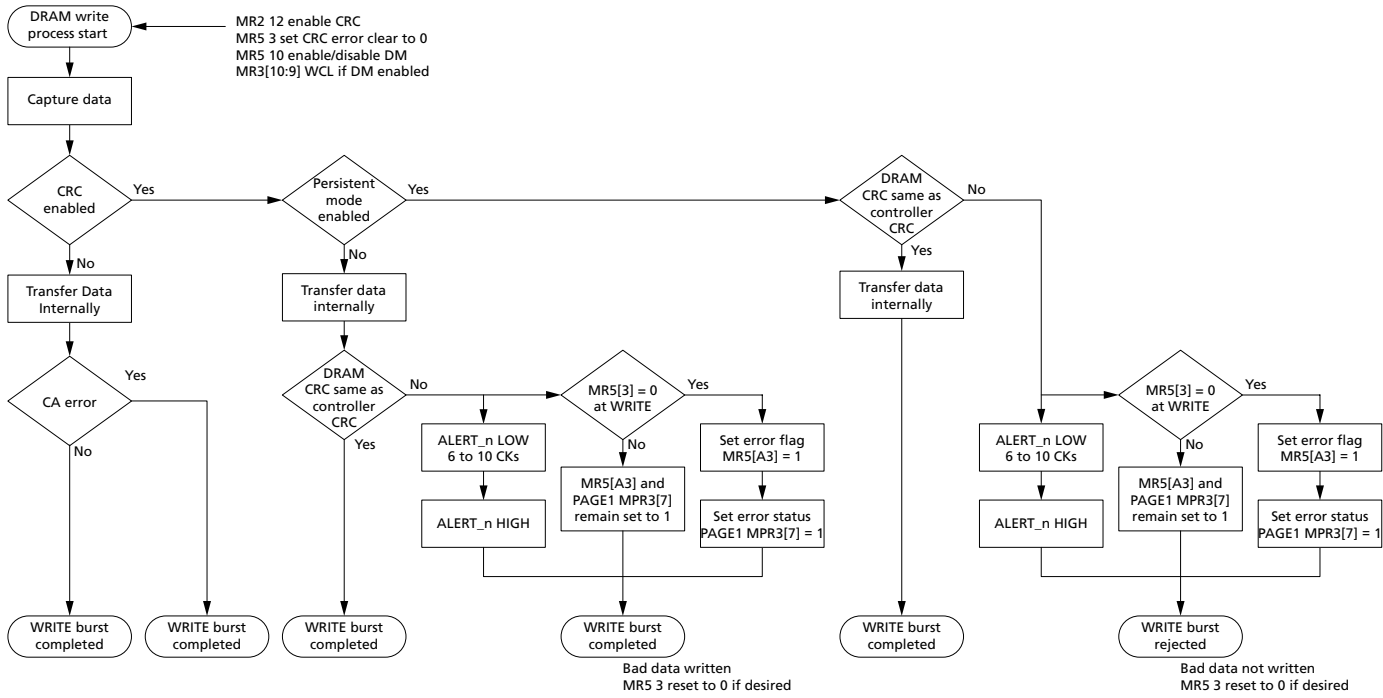 DRAM write
process start
MR2 12 enable CRC
MR5 3 set CRC error clear to 0
MR5 10 enable/disable DM
MR3[10:9] WCL if DM enabled
Capture data
CRC
enabled
Yes
No
Persistent
mode
enabled
Yes
No
DRAM
CRC same as
controller
CRC
No
Yes
Transfer Data
Internally
Transfer data
internally
Transfer data
internally
CA error
Yes
No
DRAM
CRC same as
controller
CRC
No
Yes
MR5[3] = 0
at WRITE
Yes
No
MR5[3] = 0
at WRITE
Yes
No
ALERT_n LOW
6 to 10 CKs
MR5[A3] and
PAGE1 MPR3[7]
remain set to 1
Set error flag
MR5[A3] = 1
ALERT_n HIGH
Set error status
PAGE1 MPR3[7] = 1
ALERT_n LOW
6 to 10 CKs
MR5[A3] and
PAGE1 MPR3[7]
remain set to 1
Set error flag
MR5[A3] = 1
ALERT_n HIGH
Set error status
PAGE1 MPR3[7] = 1
WRITE burst
completed
WRITE burst
completed
WRITE burst
completed
WRITE burst
completed
Bad data written
MR5 3 reset to 0 if desired
WRITE burst
completed
WRITE burst
rejected
Bad data not written
MR5 3 reset to 0 if desired